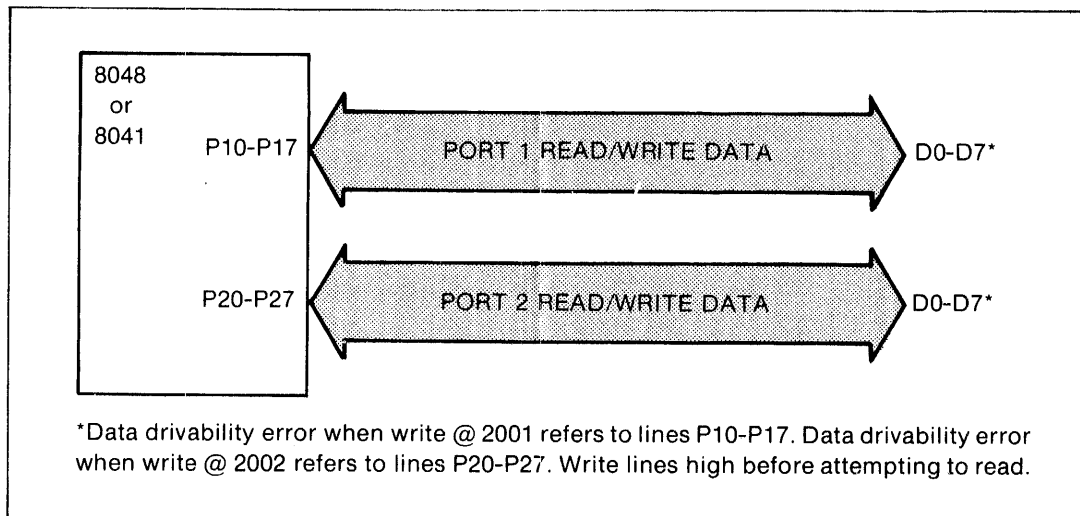 8048
or
8041
P10-P17
PORT 1 READ/WRITE DATA
D0-D7*
P20-P27
PORT 2 READ/WRITE DATA
D0-D7*
*Data drivability error when write @ 2001 refers to lines P10-P17. Data drivability error
when write @ 2002 refers to lines P20-P27. Write lines high before attempting to read.